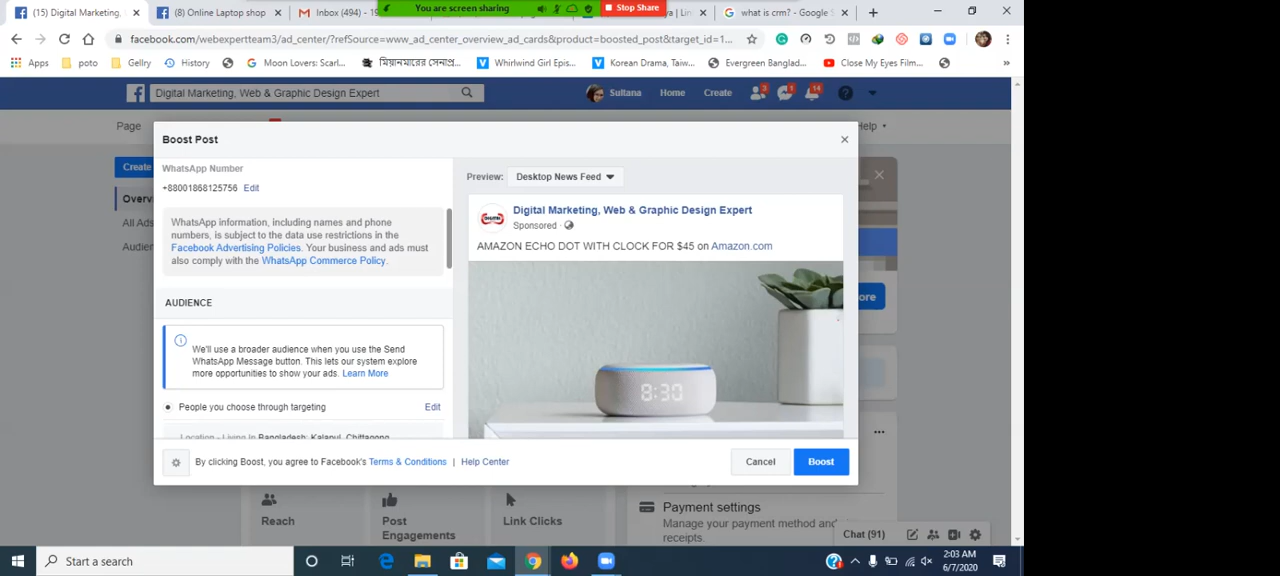 (15) Digital Marketing,
(8) Online Laptop shop
Inbox (494) - 19
You are screen sharing
Stop Share
what is crm? - Google S
facebook.com/webexpertteam3/ad_center/?refSource=www_ad_center_overview_ad_cards&product=boosted_post&target_id=1...
Apps
poto
Gellry
History
Moon Lovers: Scarl...
Whirlwind Girl Epis...
Korean Drama, Taiw...
Evergreen Banglad...
Close My Eyes Film...
Digital Marketing, Web & Graphic Design Expert
Sultana
Home
Create
3
1
14
Page
Help
Boost Post
Create
Overv
All Ads
Audien
WhatsApp Number
+88001868125756 Edit
WhatsApp information, including names and phone
numbers, is subject to the data use restrictions in the
Facebook Advertising Policies. Your business and ads must
also comply with the WhatsApp Commerce Policy.
AUDIENCE
We'll use a broader audience when you use the Send
WhatsApp Message button. This lets our system explore
more opportunities to show your ads. Learn More
People you choose through targeting
Edit
Location - Living In Bangladesh: Kalapul, Chittagong
Preview:
Desktop News Feed
Digital Marketing, Web & Graphic Design Expert
Sponsored ·
AMAZON ECHO DOT WITH CLOCK FOR $45 on Amazon.com
8:30
ore
By clicking Boost, you agree to Facebook's Terms & Conditions | Help Center
Cancel
Boost
Reach
Post
Engagements
Link Clicks
Payment settings
Manage your payment method and
receipts.
Chat (91)
Start a search
2:03 AM
6/7/2020